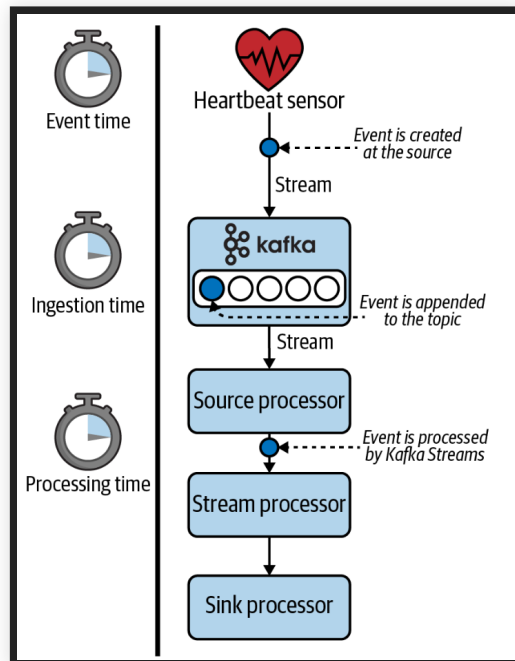 Event time
Heartbeat sensor
Event is created
at the source
Stream
Ingestion time
kafka
Event is appended
to the topic
Stream
Processing time
Source processor
Event is processed
by Kafka Streams
Stream processor
Sink processor